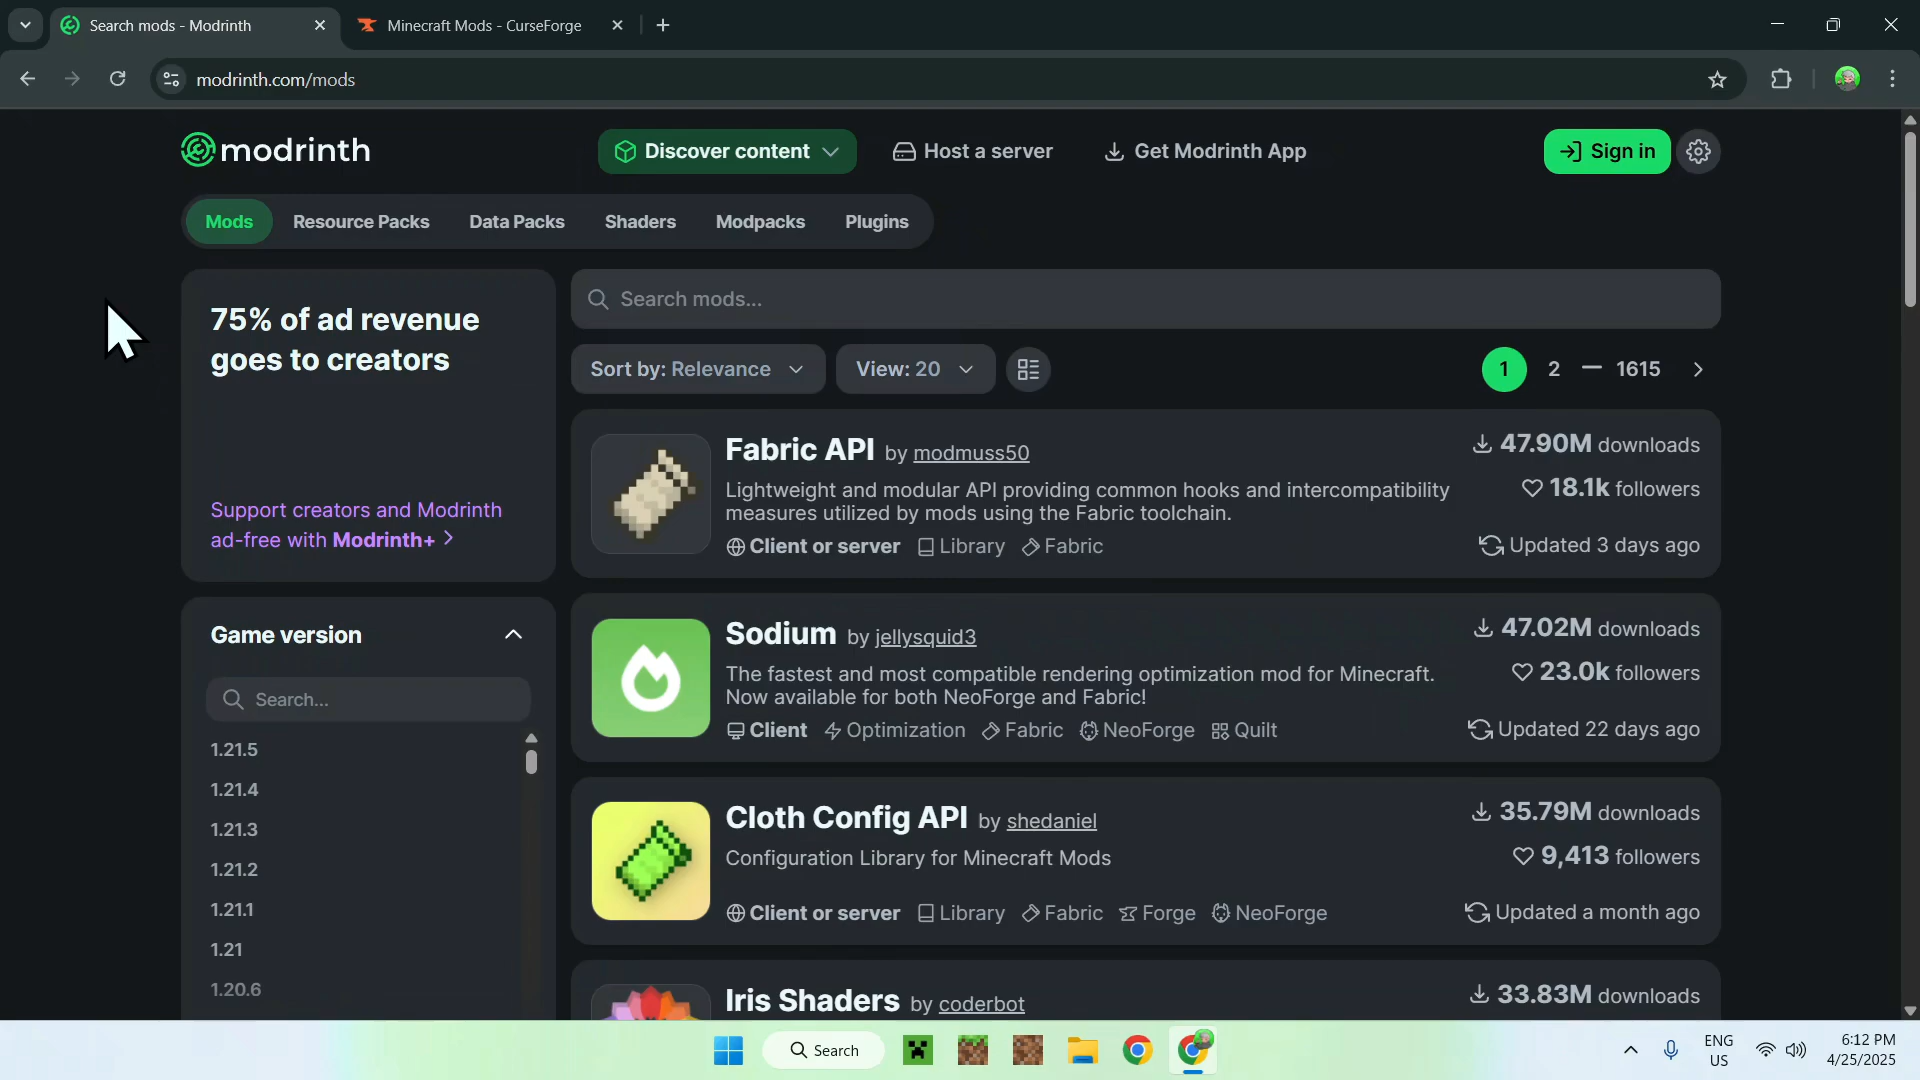 Search mods - Modrinth
Minecraft Mods - CurseForge
modrinth.com/mods
modrinth
Discover content
Host a server
Get Modrinth App
Sign in
Mods
Resource Packs
Data Packs
Shaders
Modpacks
Plugins
75% of ad revenue
goes to creators
Support creators and Modrinth
ad-free with Modrinth+
Game version
Search...
1.21.5
1.21.4
1.21.3
1.21.2
1.21.1
1.21
1.20.6
Search mods...
Sort by: Relevance
View: 20
1 2 1615
Fabric API by modmuss50
Lightweight and modular API providing common hooks and intercompatibility
measures utilized by mods using the Fabric toolchain.
Client or server Library Fabric
47.90M downloads
18.1k followers
Updated 3 days ago
Sodium by jellysquid3
The fastest and most compatible rendering optimization mod for Minecraft.
Now available for both NeoForge and Fabric!
Client Optimization Fabric NeoForge Quilt
47.02M downloads
23.0k followers
Updated 22 days ago
Cloth Config API by shedaniel
Configuration Library for Minecraft Mods
Client or server Library Fabric Forge NeoForge
35.79M downloads
9,413 followers
Updated a month ago
Iris Shaders by coderbot
33.83M downloads
Search
ENG
US
6:12 PM
4/25/2025